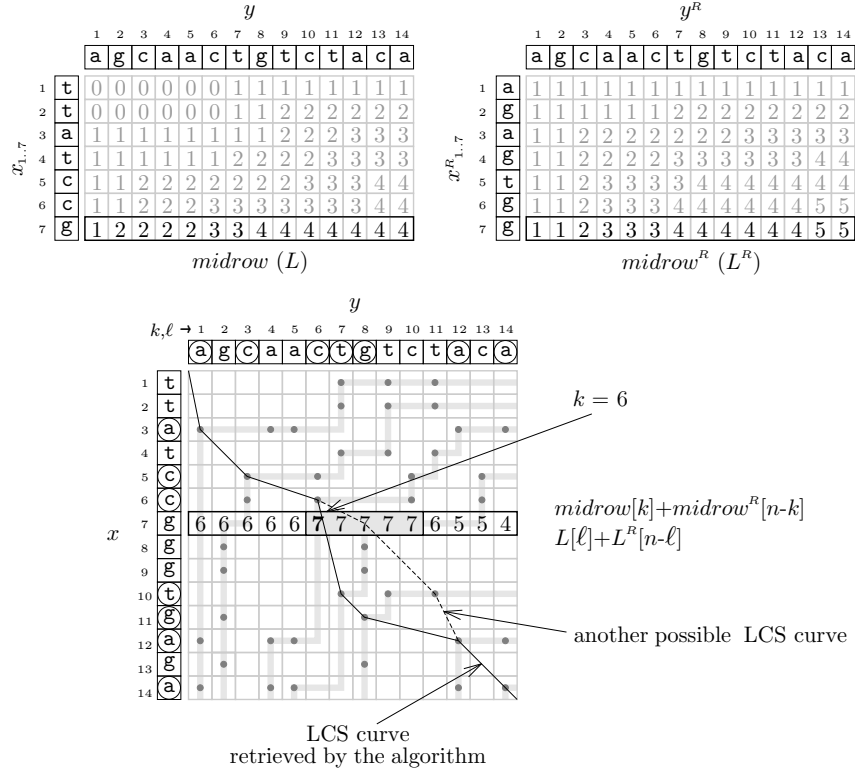 y
1 2 3 4 5 6 7 8 9 10 11 12 13 14
a g c a a c t g t c t a c a
1 t 0 0 0 0 0 0 1 1 1 1 1 1 1 1
2 t 0 0 0 0 0 0 1 1 2 2 2 2 2 2
3 a 1 1 1 1 1 1 1 1 2 2 2 3 3 3
4 t 1 1 1 1 1 1 2 2 2 2 3 3 3 3
5 c 1 1 2 2 2 2 2 2 2 3 3 3 4 4
6 c 1 1 2 2 2 3 3 3 3 3 3 3 4 4
7 g 1 2 2 2 2 3 3 4 4 4 4 4 4 4
x1..7
midrow (L)
yR
1 2 3 4 5 6 7 8 9 10 11 12 13 14
a g c a a c t g t c t a c a
1 a 1 1 1 1 1 1 1 1 1 1 1 1 1 1
2 g 1 1 1 1 1 1 2 2 2 2 2 2 2 2
3 a 1 1 2 2 2 2 2 2 2 3 3 3 3 3
4 g 1 1 2 2 2 2 3 3 3 3 3 3 4 4
5 t 1 1 2 3 3 3 3 4 4 4 4 4 4 4
6 g 1 1 2 3 3 3 4 4 4 4 4 4 5 5
7 g 1 1 2 3 3 3 4 4 4 4 4 4 5 5
xR1..7
midrowR (LR)
y
k,ℓ → 1 2 3 4 5 6 7 8 9 10 11 12 13 14
a g c a a c t g t c t a c a
1 t
2 t
3 a
4 t
5 c
6 c
7 g 6 6 6 6 6 7 7 7 7 7 6 5 5 4
8 g
9 g
10 t
11 g
12 a
13 g
14 a
x
k = 6
midrow[k]+midrowR[n-k]
L[ℓ]+LR[n-ℓ]
another possible LCS curve
LCS curve
retrieved by the algorithm